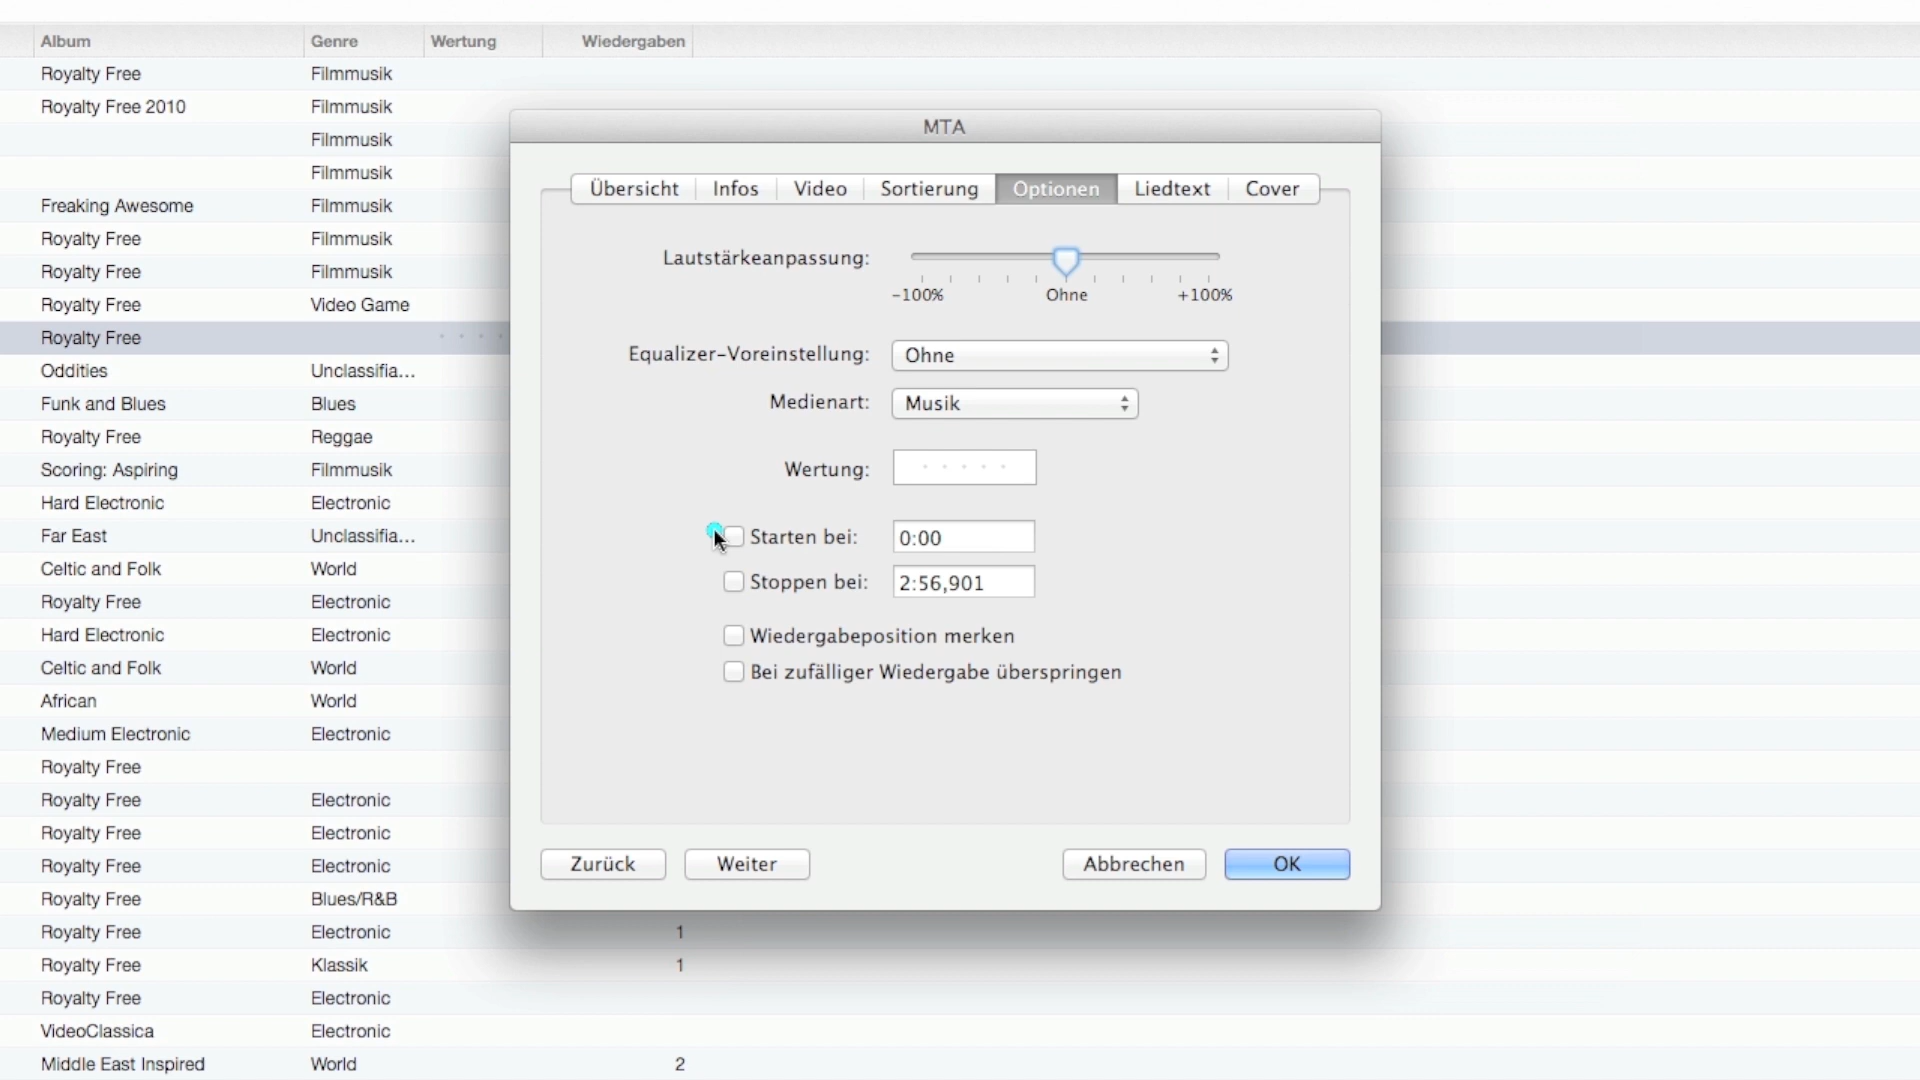 Album Genre Wertung Wiedergaben
Royalty Free Filmmusik
Royalty Free 2010 Filmmusik
Filmmusik
Filmmusik
Freaking Awesome Filmmusik
Royalty Free Filmmusik
Royalty Free Filmmusik
Royalty Free Video Game
Royalty Free
Oddities Unclassifia...
Funk and Blues Blues
Royalty Free Reggae
Scoring: Aspiring Filmmusik
Hard Electronic Electronic
Far East Unclassifia...
Celtic and Folk World
Royalty Free Electronic
Hard Electronic Electronic
Celtic and Folk World
African World
Medium Electronic Electronic
Royalty Free
Royalty Free Electronic
Royalty Free Electronic
Royalty Free Electronic
Royalty Free Blues/R&B
Royalty Free Electronic 1
Royalty Free Klassik 1
Royalty Free Electronic
VideoClassica Electronic
Middle East Inspired World 2
MTA
Übersicht Infos Video Sortierung Optionen Liedtext Cover
Lautstärkeanpassung:
-100% Ohne +100%
Equalizer-Voreinstellung: Ohne
Medienart: Musik
Wertung:
Starten bei: 0:00
Stoppen bei: 2:56,901
Wiedergabeposition merken
Bei zufälliger Wiedergabe überspringen
Zurück Weiter Abbrechen OK